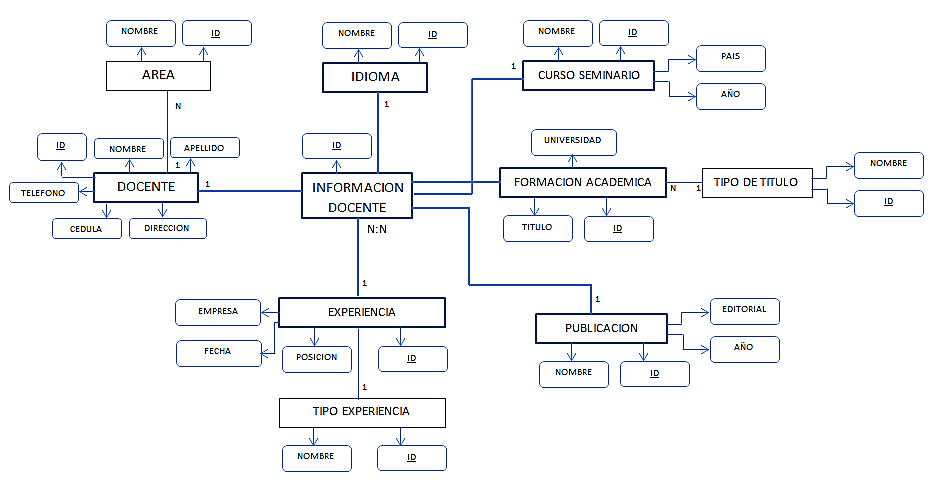 NOMBRE
ID
NOMBRE
ID
NOMBRE
ID
AREA
IDIOMA
1
CURSO SEMINARIO
PAIS
AÑO
N
1
ID
NOMBRE
APELLIDO
ID
UNIVERSIDAD
1
TELEFONO
DOCENTE
1
INFORMACION
DOCENTE
N:N
FORMACION ACADEMICA
N
1
TIPO DE TITULO
NOMBRE
ID
CEDULA
DIRECCION
TITULO
ID
1
1
EMPRESA
EXPERIENCIA
FECHA
POSICION
ID
PUBLICACION
EDITORIAL
AÑO
NOMBRE
ID
1
TIPO EXPERIENCIA
NOMBRE
ID